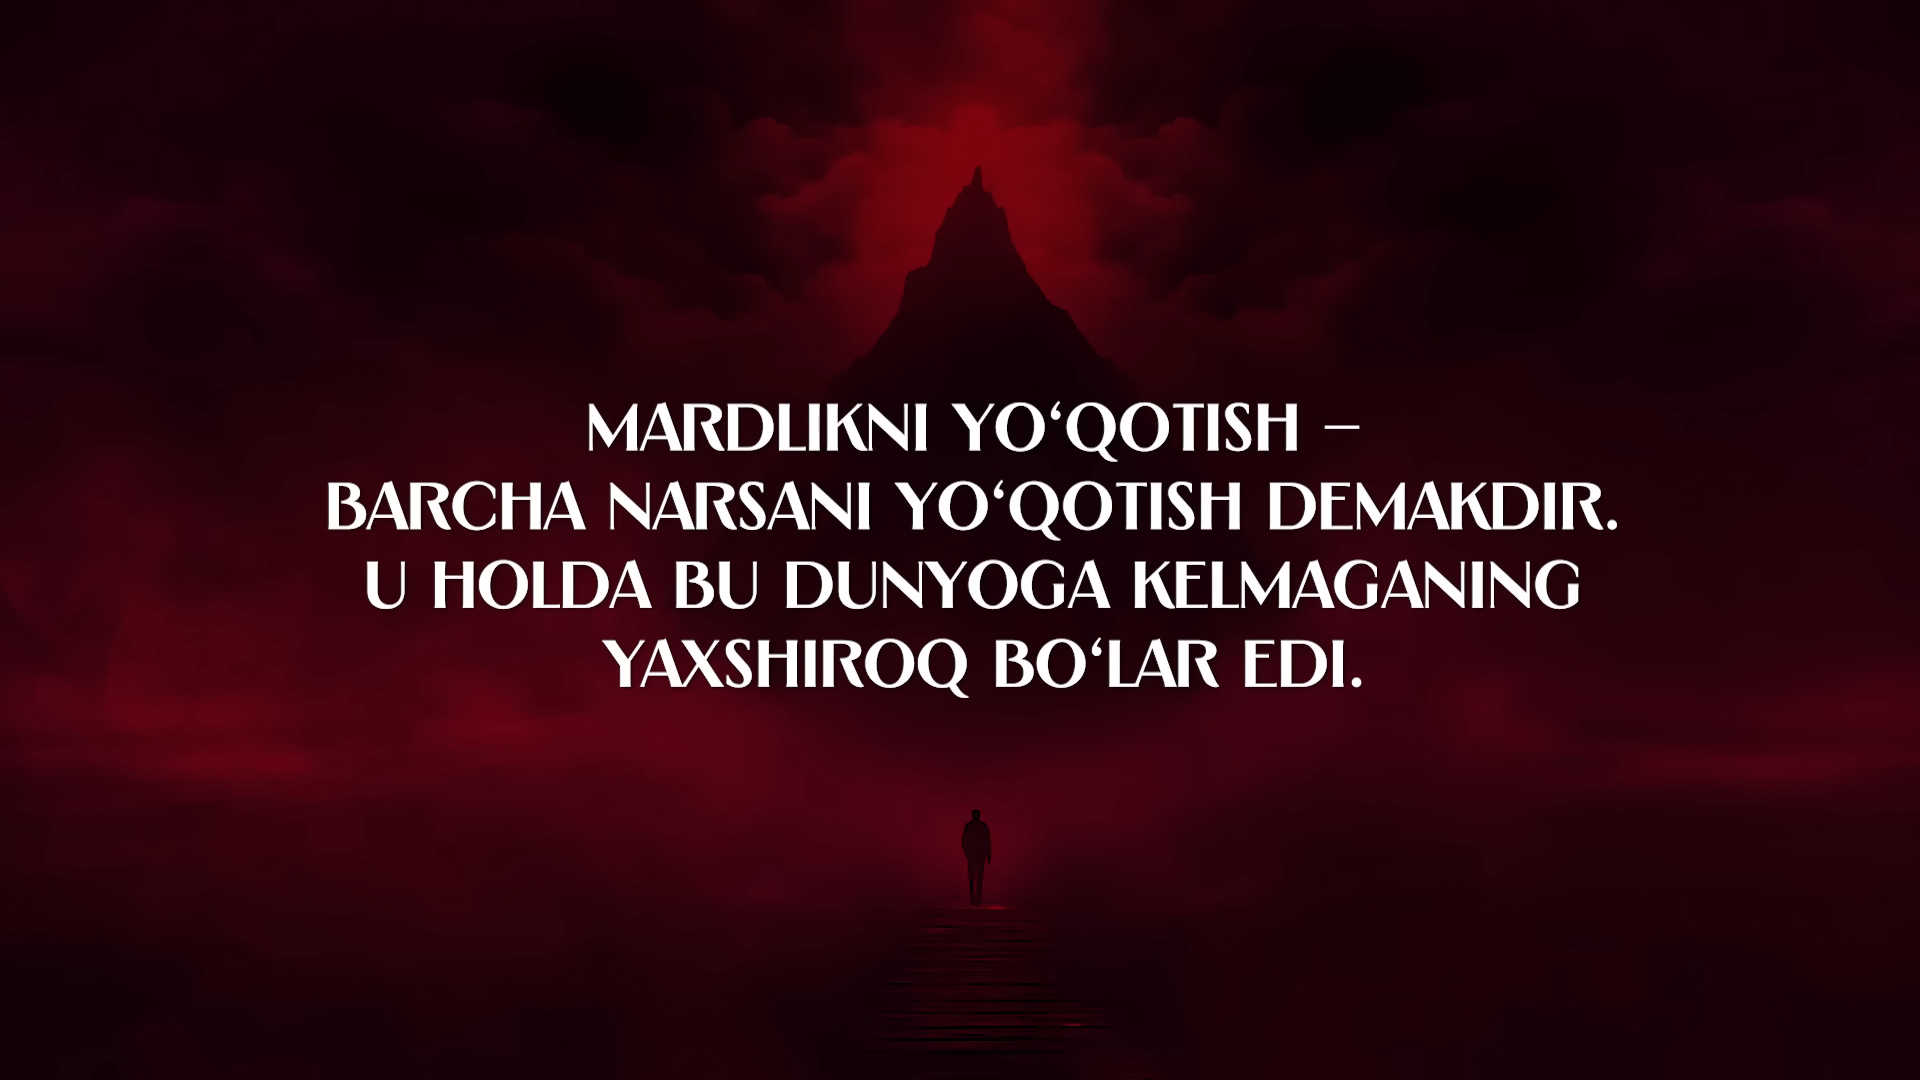 MARDLIKNI YO‘QOTISH –
BARCHA NARSANI YO‘QOTISH DEMAKDIR.
U HOLDA BU DUNYOGA KELMAGANING
YAXSHIROQ BO‘LAR EDI.